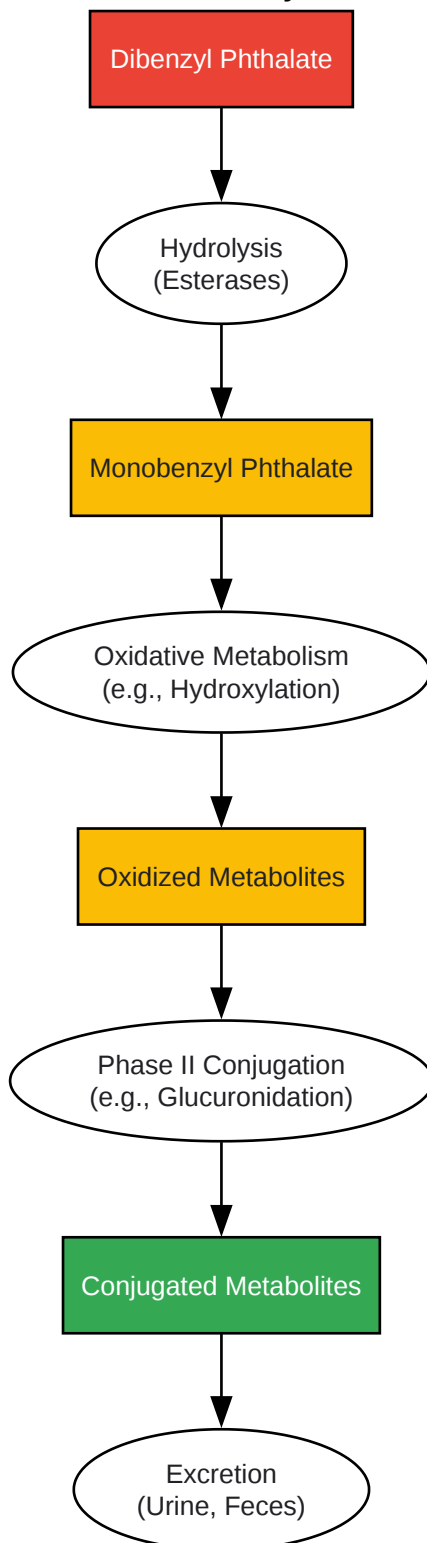 Dibenzyl Phthalate
Hydrolysis
(Esterases)
Monobenzyl Phthalate
Oxidative Metabolism
(e.g., Hydroxylation)
Oxidized Metabolites
Phase II Conjugation
(e.g., Glucuronidation)
Conjugated Metabolites
Excretion
(Urine, Feces)